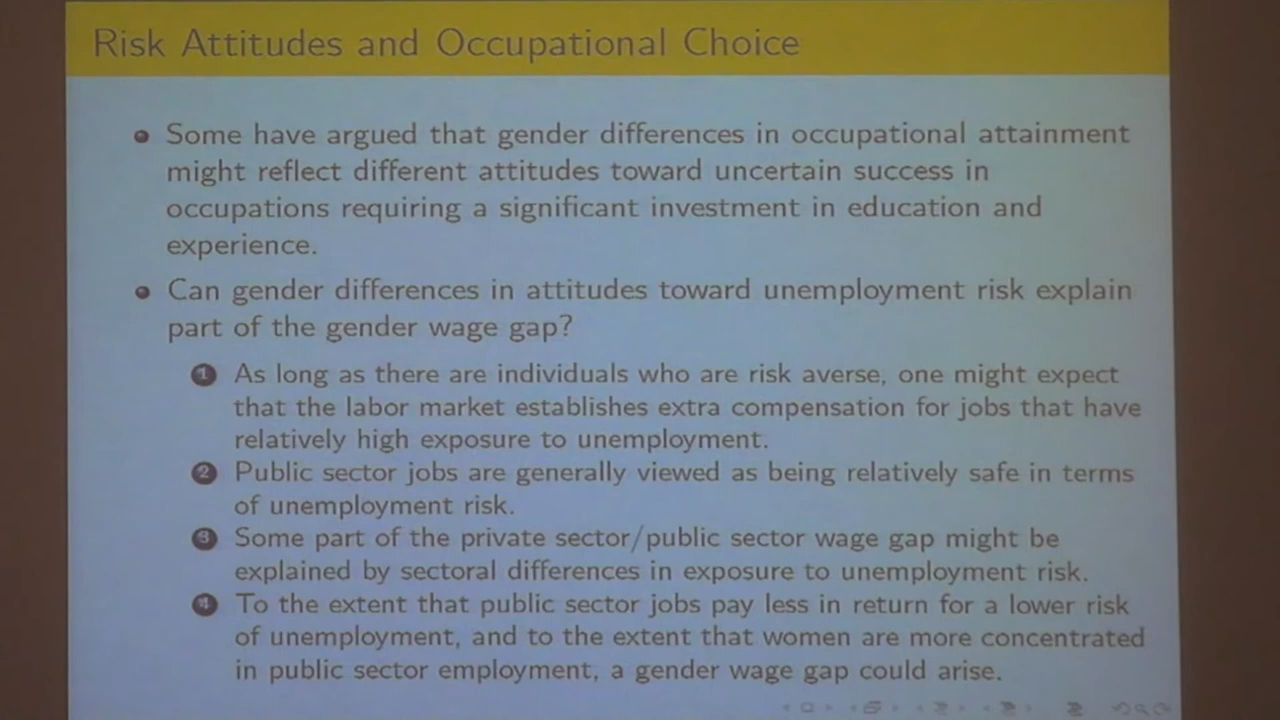 Risk Attitudes and Occupational Choice
Some have argued that gender differences in occupational attainment
might reflect different attitudes toward uncertain success in
occupations requiring a significant investment in education and
experience.
Can gender differences in attitudes toward unemployment risk explain
part of the gender wage gap?
1 As long as there are individuals who are risk averse, one might expect
that the labor market establishes extra compensation for jobs that have
relatively high exposure to unemployment.
2 Public sector jobs are generally viewed as being relatively safe in terms
of unemployment risk.
3 Some part of the private sector/public sector wage gap might be
explained by sectoral differences in exposure to unemployment risk.
4 To the extent that public sector jobs pay less in return for a lower risk
of unemployment, and to the extent that women are more concentrated
in public sector employment, a gender wage gap could arise.